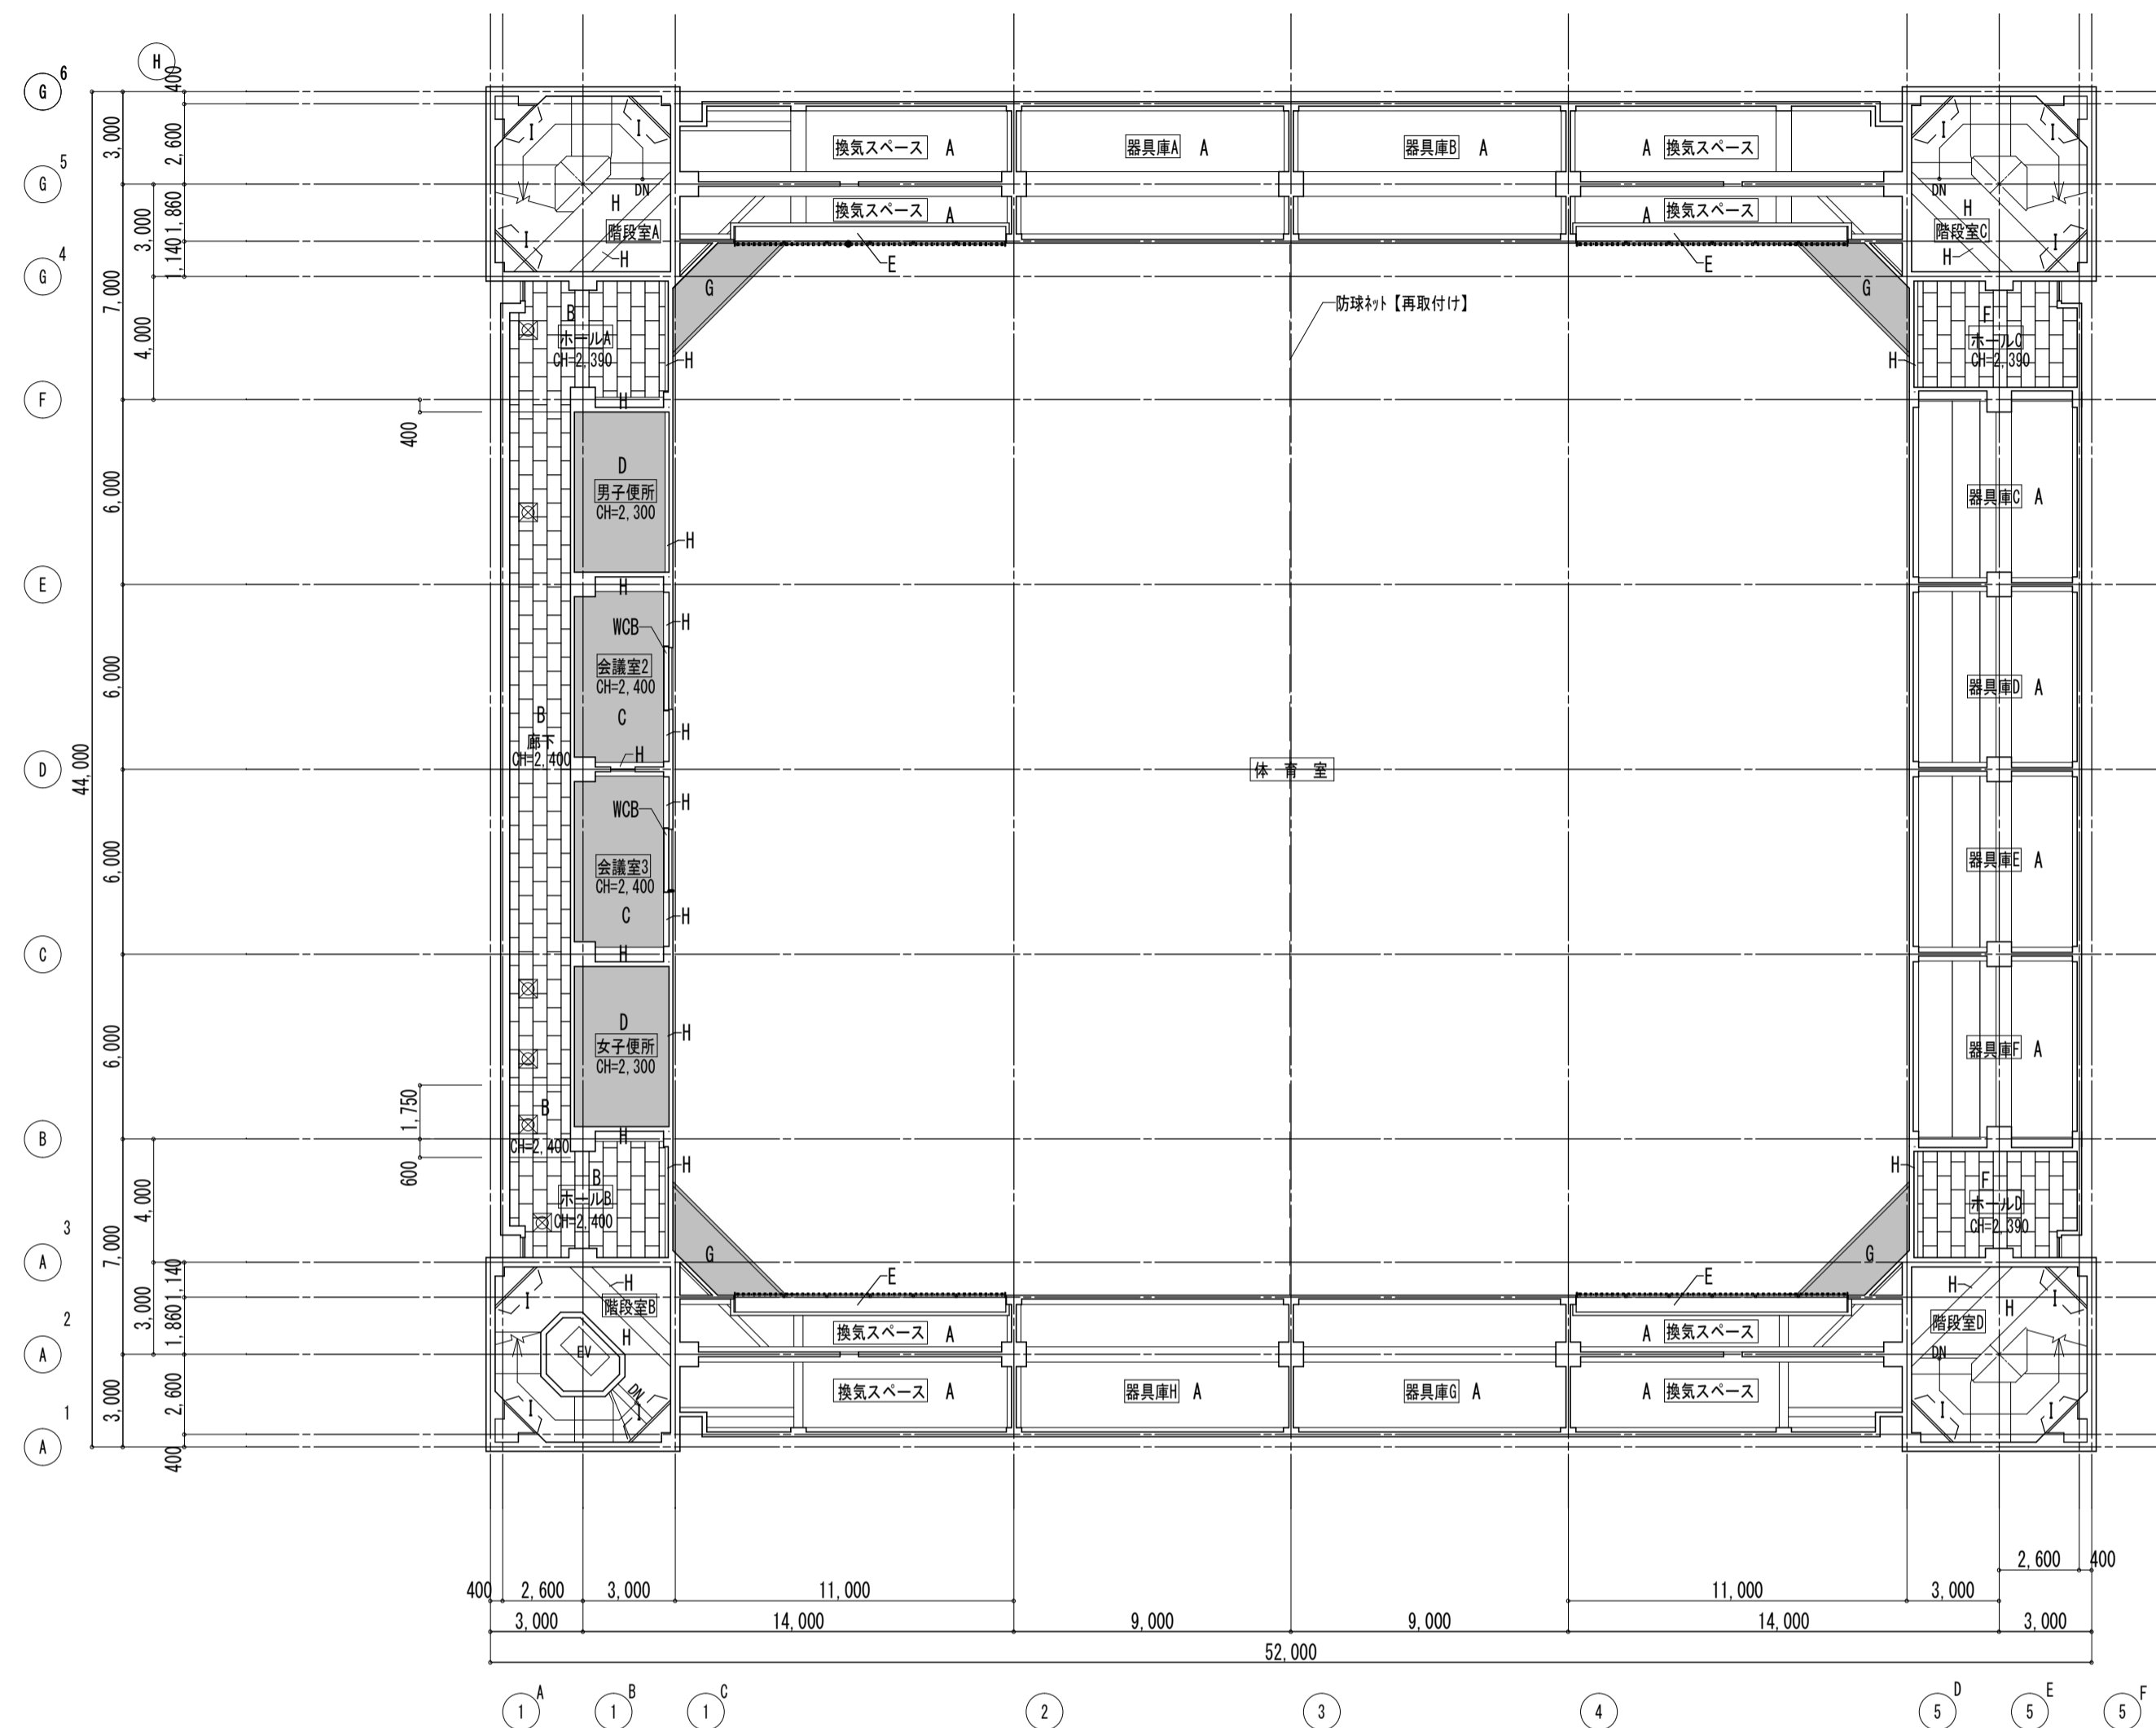 H
G 6
G 5
G 4
F
E
D
C
B
A 3
A 2
A 1
400
3,000
2,600
1,860
3,000
1,140
7,000
4,000
400
6,000
6,000
44,000
6,000
6,000
1,750
600
4,000
7,000
1,140
3,000
1,860
3,000
2,600
400
I
I
H
DN
階段室A
I
H
換気スペース A
器具庫A A
器具庫B A
A 換気スペース
換気スペース A
A 換気スペース
I
I
DN
H
階段室C
H
I
E
E
G
G
防球ネット【再取付け】
B
ホールA
CH=2,390
H
H
F
ホールC
CH=2,390
H
D
男子便所
CH=2,300
H
H
WCB
H
会議室2
CH=2,400
C
H
B
廊下
CH=2,400
H
体 育 室
WCB
H
会議室3
CH=2,400
C
H
H
D
女子便所
CH=2,300
H
器具庫C A
器具庫D A
器具庫E A
器具庫F A
B
CH=2,400
H
H
B
ホールB
CH=2,400
H
F
ホールD
CH=2,390
G
G
E
E
I
H
階段室B
H
EV
DN
I
I
換気スペース A
A 換気スペース
換気スペース A
器具庫H A
器具庫G A
A 換気スペース
H
H
I
階段室D
DN
I
I
2,600 400
400 2,600 3,000 11,000 11,000 3,000
3,000 14,000 9,000 9,000 14,000 3,000
52,000
1 A 1 B 1 C 2 3 4 5 D 5 E 5 F